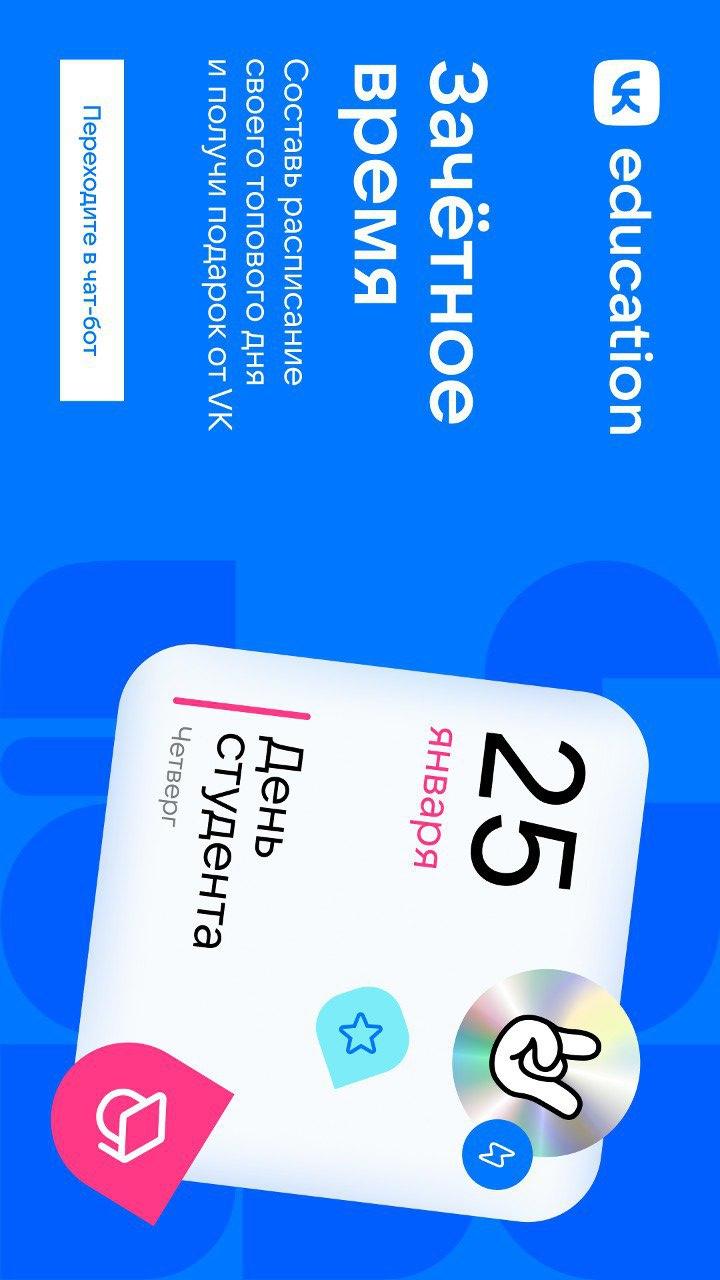 VK education
Зачётное
время
Составь расписание
своего топового дня
и получи подарок от VK
Переходите в чат-бот
25
января
День
студента
Четверг